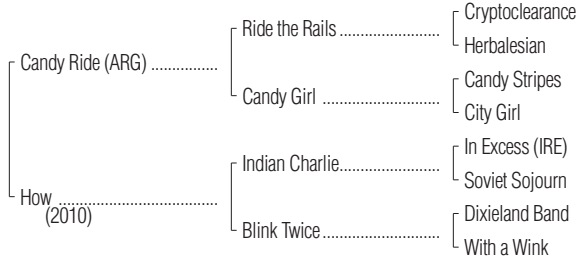 Cryptoclearance
Ride the Rails
Herbalesian
Candy Ride (ARG)
Candy Stripes
Candy Girl
City Girl
In Excess (IRE)
Indian Charlie
Soviet Sojourn
How
(2010)
Dixieland Band
Blink Twice
With a Wink